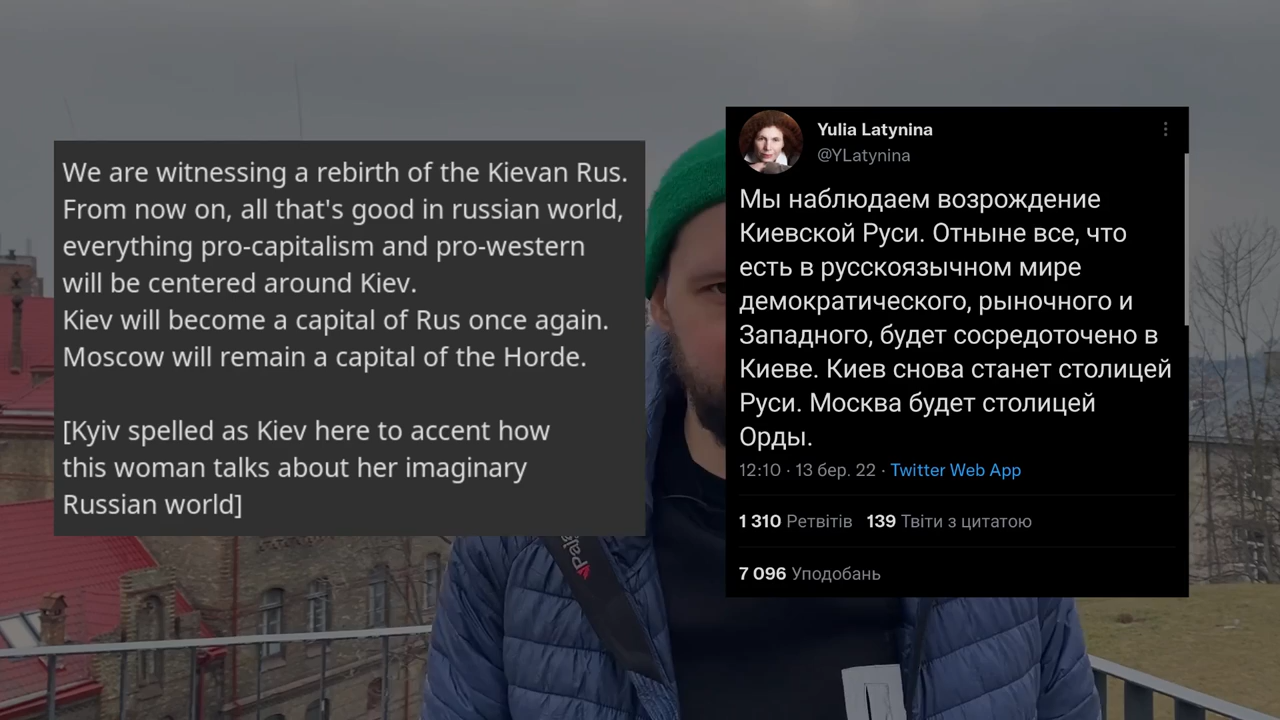 We are witnessing a rebirth of the Kievan Rus.
From now on, all that's good in russian world,
everything pro-capitalism and pro-western
will be centered around Kiev.
Kiev will become a capital of Rus once again.
Moscow will remain a capital of the Horde.
[Kyiv spelled as Kiev here to accent how
this woman talks about her imaginary
Russian world]
Yulia Latynina
@YLatynina
Мы наблюдаем возрождение
Киевской Руси. Отныне все, что
есть в русскоязычном мире
демократического, рыночного и
Западного, будет сосредоточено в
Киеве. Киев снова станет столицей
Руси. Москва будет столицей
Орды.
12:10 · 13 бер. 22 · Twitter Web App
1 310 Ретвітів 139 Твіти з цитатою
7 096 Уподобань